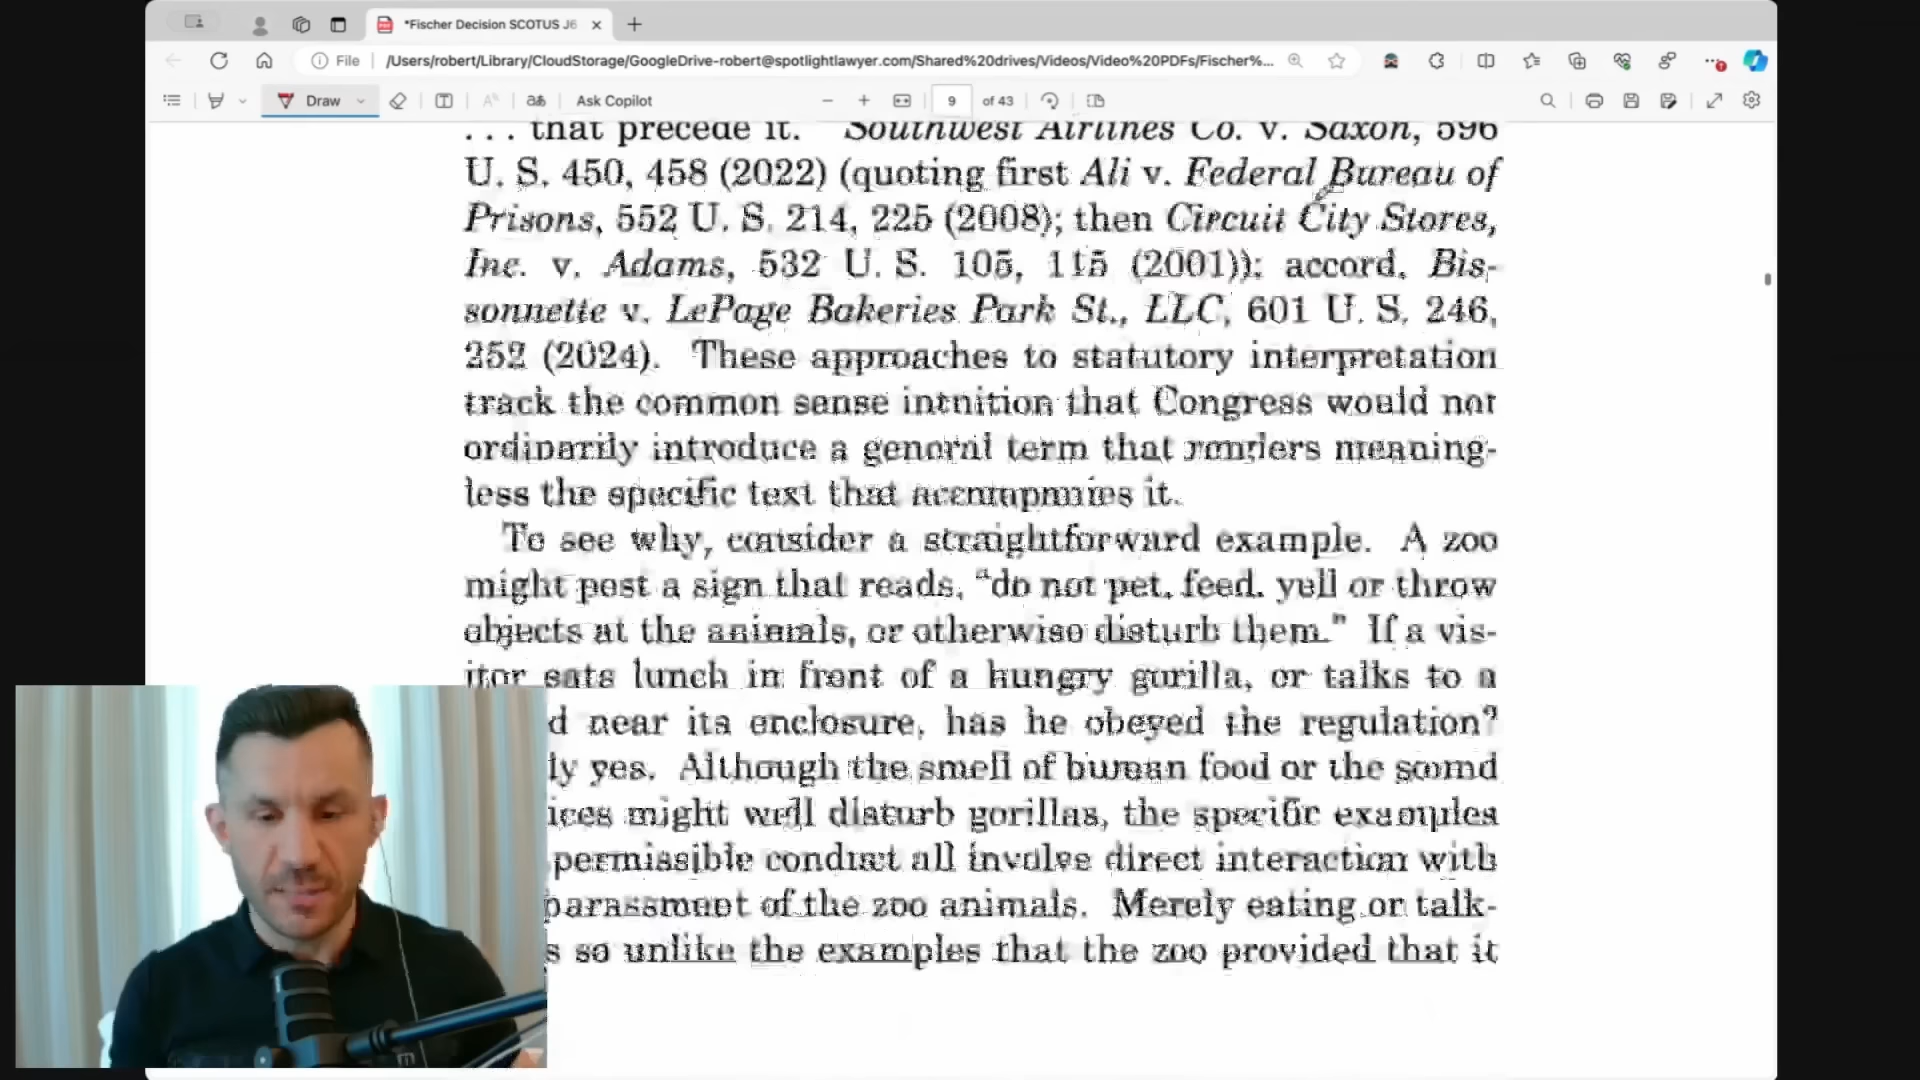 *Fischer Decision SCOTUS J6
File
/Users/robert/Library/CloudStorage/GoogleDrive-robert@spotlightlawyer.com/Shared%20drives/Videos/Video%20PDFs/Fischer%...
Draw
Ask Copilot
9 of 43
... that precede it. Southwest Airlines Co. v. Saxon, 596
U. S. 450, 458 (2022) (quoting first Ali v. Federal Bureau of
Prisons, 552 U. S. 214, 225 (2008); then Circuit City Stores,
Inc. v. Adams, 532 U. S. 105, 115 (2001)); accord, Bis-
sonnette v. LePage Bakeries Park St., LLC, 601 U. S. 246,
252 (2024). These approaches to statutory interpretation
track the common sense intuition that Congress would not
ordinarily introduce a general term that renders meaning-
less the specific text that accompanies it.
To see why, consider a straightforward example. A zoo
might post a sign that reads, "do not pet, feed, yell or throw
objects at the animals, or otherwise disturb them." If a vis-
itor eats lunch in front of a hungry gorilla, or talks to a
d near its enclosure, has he obeyed the regulation?
ly yes. Although the smell of human food or the sound
ices might well disturb gorillas, the specific examples
permissible conduct all involve direct interaction with
harassment of the zoo animals. Merely eating or talk-
s so unlike the examples that the zoo provided that it